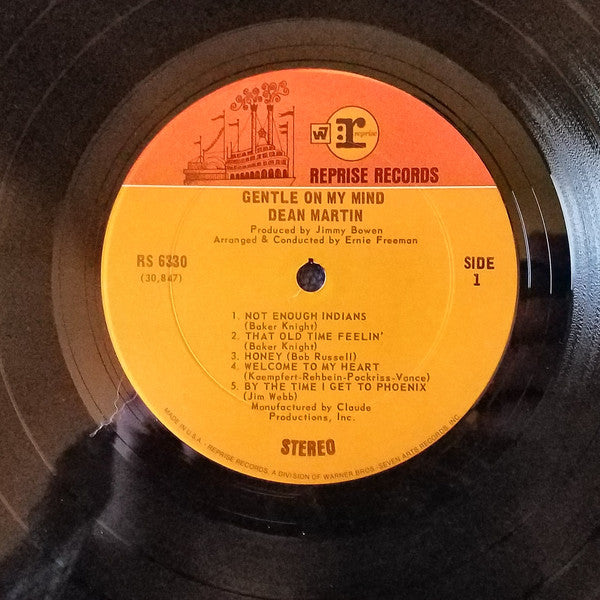 W7 r reprise
REPRISE RECORDS
GENTLE ON MY MIND
DEAN MARTIN
Produced by Jimmy Bowen
Arranged & Conducted by Ernie Freeman
RS 6330
(30,847)
SIDE
1
1. NOT ENOUGH INDIANS
(Baker Knight)
2. THAT OLD TIME FEELIN'
(Baker Knight)
3. HONEY (Bob Russell)
4. WELCOME TO MY HEART
(Kaempfert-Rehbein-Pockriss-Vance)
5. BY THE TIME I GET TO PHOENIX
(Jim Webb)
Manufactured by Claude
Productions, Inc.
STEREO
MADE IN U.S.A. - REPRISE RECORDS, A DIVISION OF WARNER BROS. - SEVEN ARTS RECORDS, INC.